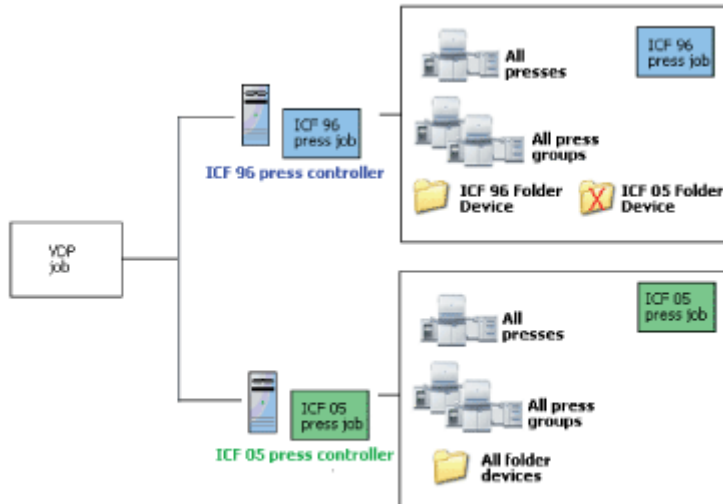 VDP
job
ICF 96
press job
ICF 96 press controller
All
presses
ICF 96
press job
All press
groups
ICF 96 Folder
Device
ICF 05 Folder
Device
ICF 05
press job
ICF 05 press controller
All
presses
ICF 05
press job
All press
groups
All folder
devices